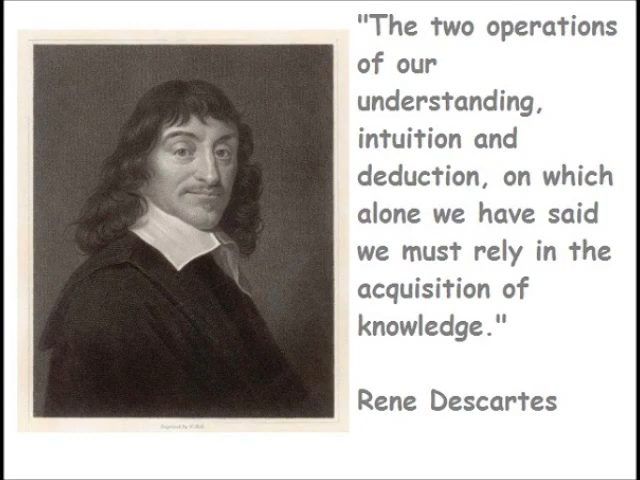 "The two operations
of our
understanding,
intuition and
deduction, on which
alone we have said
we must rely in the
acquisition of
knowledge."
Rene Descartes